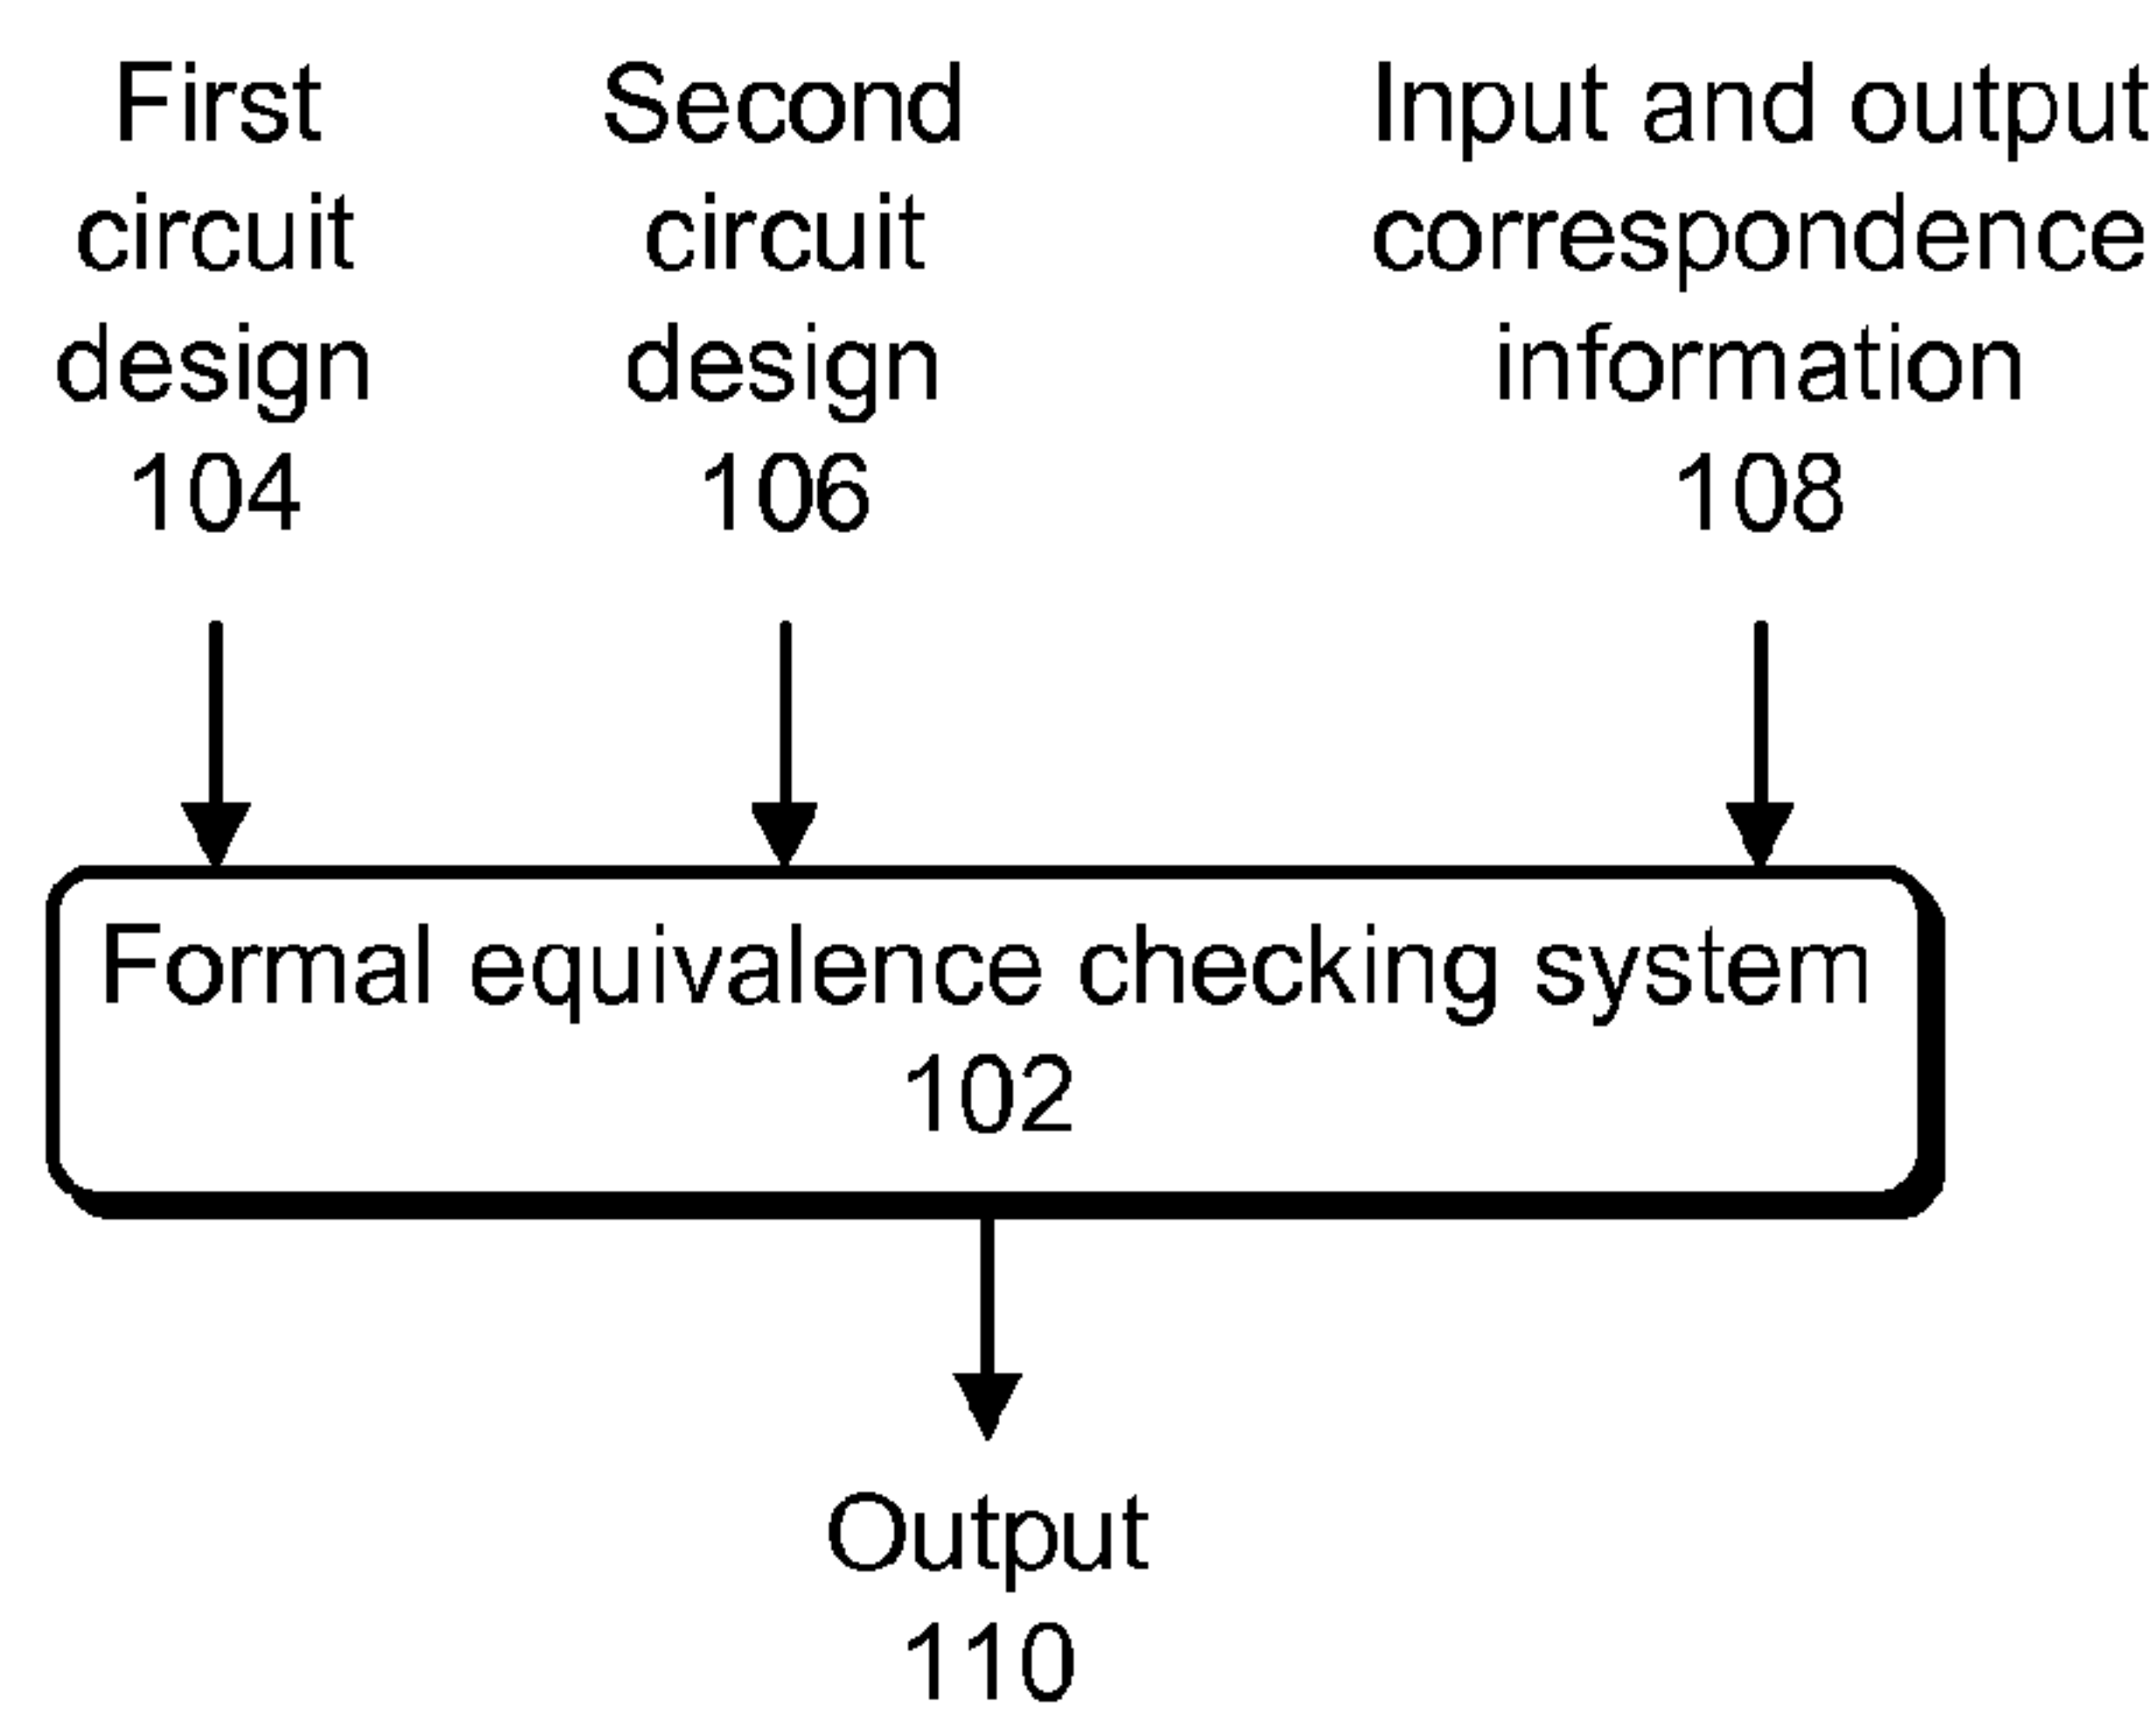 First
circuit
design
104
Second
circuit
design
106
Input and output
correspondence
information
108
Formal equivalence checking system
102
Output
110